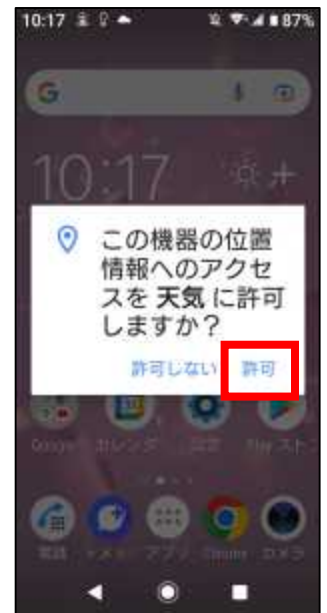 10:17
87%
G
10:17
この機器の位置
情報へのアクセ
スを 天気 に許可
しますか？
許可しない 許可
Google カレンダ 設定 Play スト
電話 アプリ Chrome カメラ